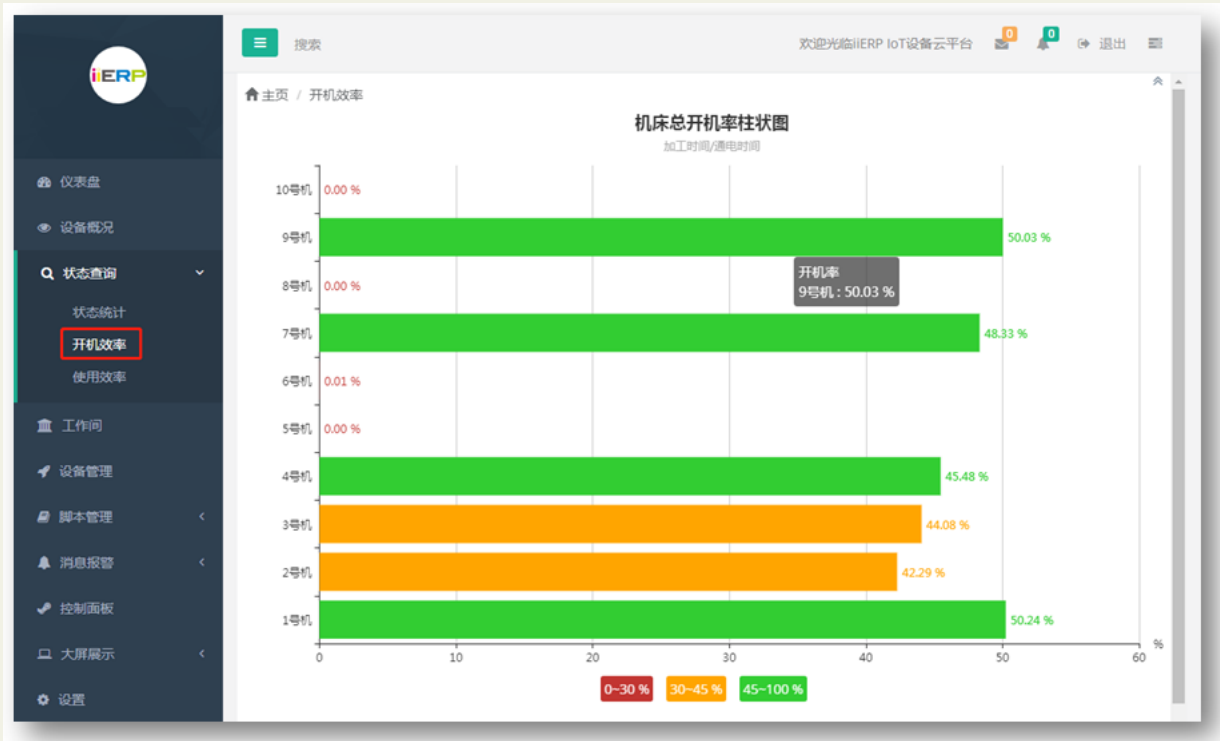 iiERP
搜索
欢迎光临iiERP IoT设备云平台
0
0
退出
仪表盘
设备概况
状态查询
状态统计
开机效率
使用效率
工作间
设备管理
脚本管理
消息报警
控制面板
大屏展示
设置
主页 / 开机效率
机床总开机率柱状图
加工时间/通电时间
10号机 0.00 %
9号机 50.03 %
开机率
9号机 : 50.03 %
8号机 0.00 %
7号机 48.33 %
6号机 0.01 %
5号机 0.00 %
4号机 45.48 %
3号机 44.08 %
2号机 42.29 %
1号机 50.24 %
0 10 20 30 40 50 60 %
0~30 % 30~45 % 45~100 %